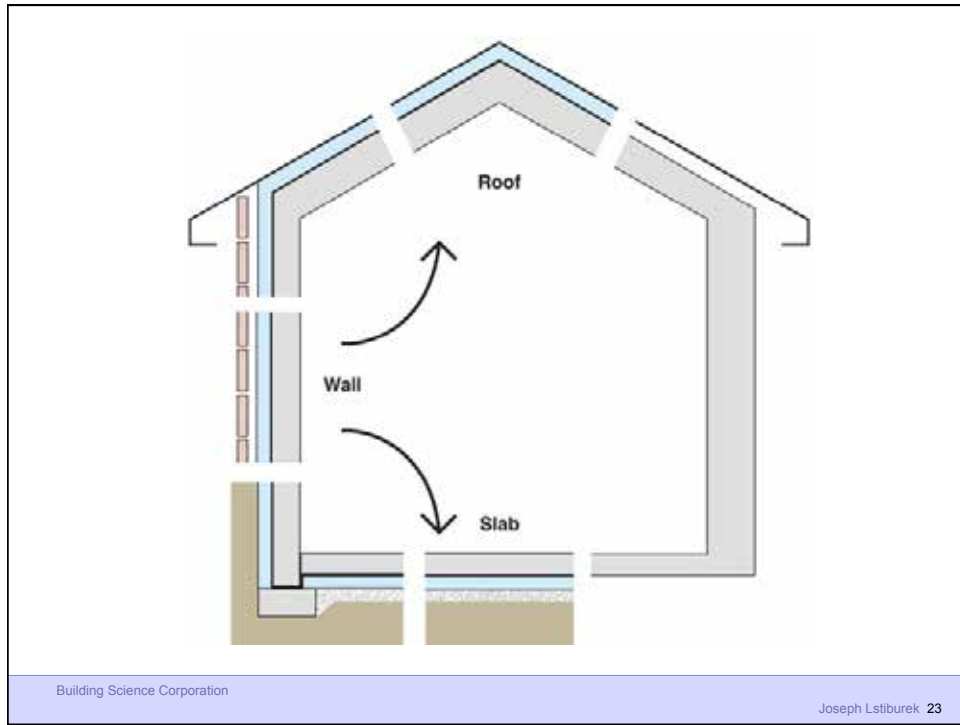 Roof
Wall
Slab
Building Science Corporation
Joseph Lstiburek 23